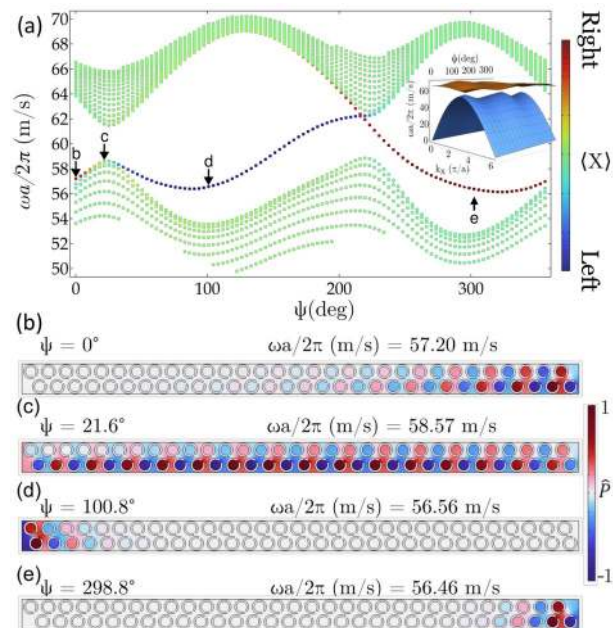 (a)
70
68
66
64
62
60
58
56
54
52
50
ωa/2π (m/s)
b
c
d
e
0
100
200
300
ψ(deg)
ϕ(deg)
0 100 200 300
ωa/2π (m/s)
60
40
20
0
0
2
4
6
kx (π/a)
Right
⟨X⟩
Left
(b)
ψ = 0° ωa/2π (m/s) = 57.20 m/s
(c)
ψ = 21.6° ωa/2π (m/s) = 58.57 m/s
(d)
ψ = 100.8° ωa/2π (m/s) = 56.56 m/s
(e)
ψ = 298.8° ωa/2π (m/s) = 56.46 m/s
1
P̂
-1